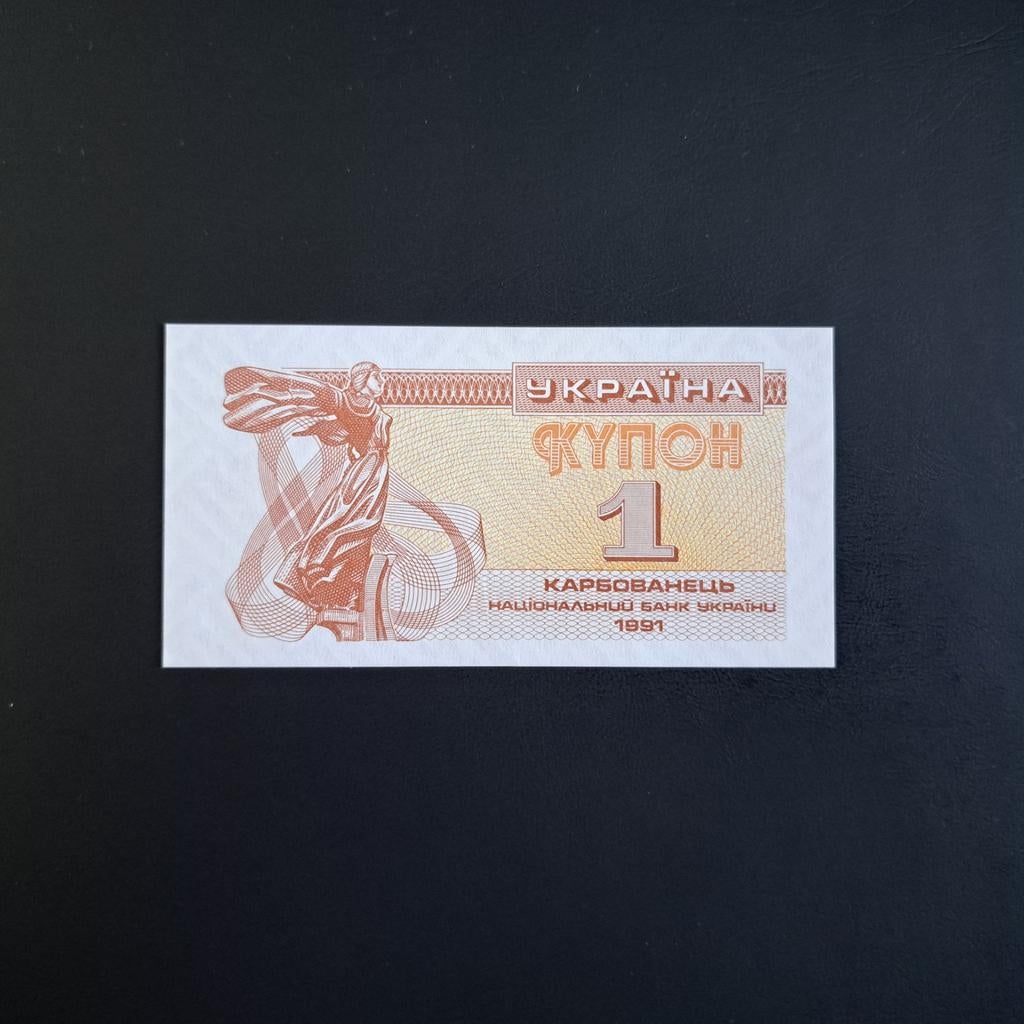 УКРАЇНА
КУПОН
1
КАРБОВАНЕЦЬ
НАЦІОНАЛЬНИЙ БАНК УКРАЇНИ
1991